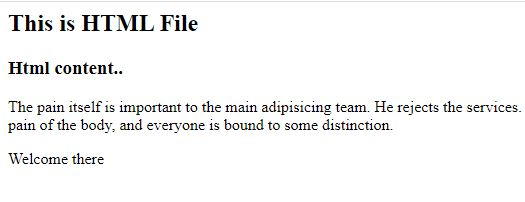 This is HTML File
Html content..
The pain itself is important to the main adipisicing team. He rejects the services.
pain of the body, and everyone is bound to some distinction.
Welcome there